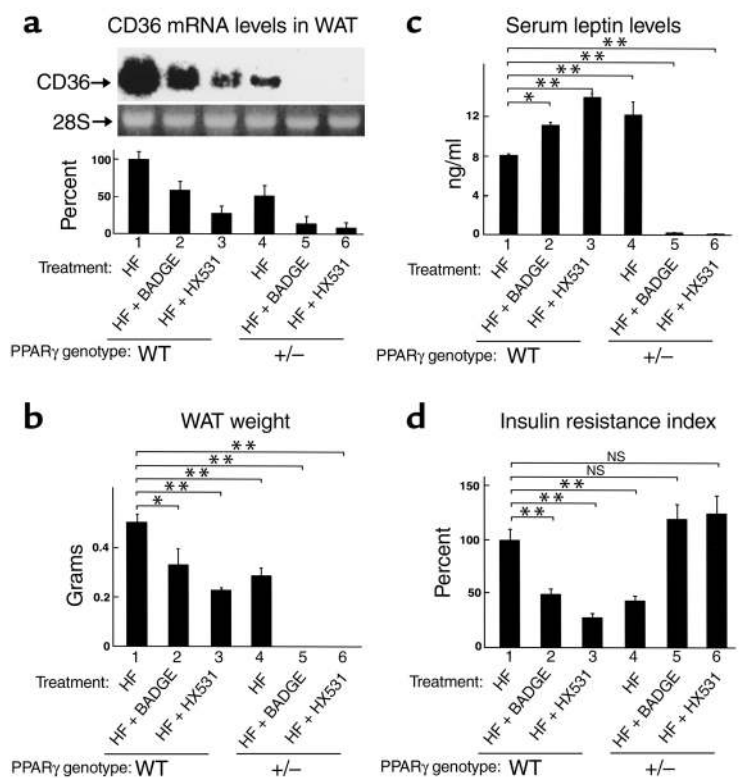 a CD36 mRNA levels in WAT
CD36→
28S→
100
50
0
Percent
1 2 3 4 5 6
Treatment: HF HF + BADGE HF + HX531 HF HF + BADGE HF + HX531
PPARγ genotype: WT +/–
b WAT weight
** 
**
**
**
*
0.4
0.2
0
Grams
1 2 3 4 5 6
Treatment: HF HF + BADGE HF + HX531 HF HF + BADGE HF + HX531
PPARγ genotype: WT +/–
c Serum leptin levels
**
**
**
**
*
12
8
4
0
ng/ml
1 2 3 4 5 6
Treatment: HF HF + BADGE HF + HX531 HF HF + BADGE HF + HX531
PPARγ genotype: WT +/–
d Insulin resistance index
NS
NS
**
**
**
150
100
50
0
Percent
1 2 3 4 5 6
Treatment: HF HF + BADGE HF + HX531 HF HF + BADGE HF + HX531
PPARγ genotype: WT +/–